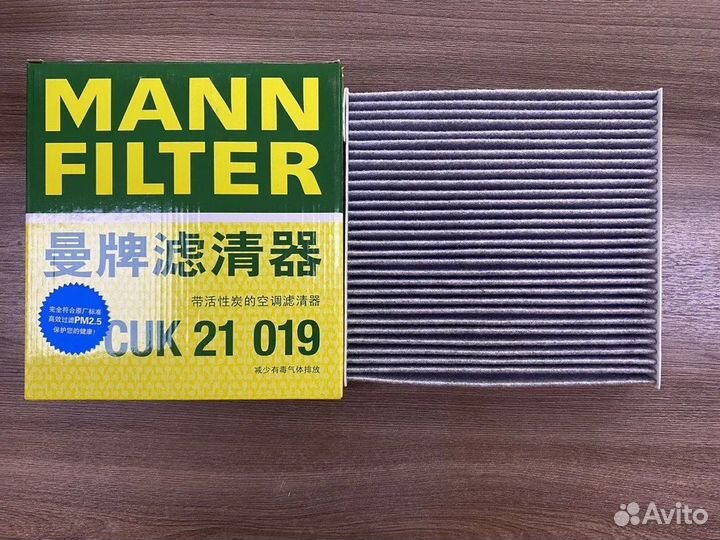 MANN
FILTER
曼牌滤清器
带活性炭的空调滤清器
完全符合原厂标准
高效过滤PM2.5
保护您的健康!
CUK 21 019
减少有毒气体排放
Avito